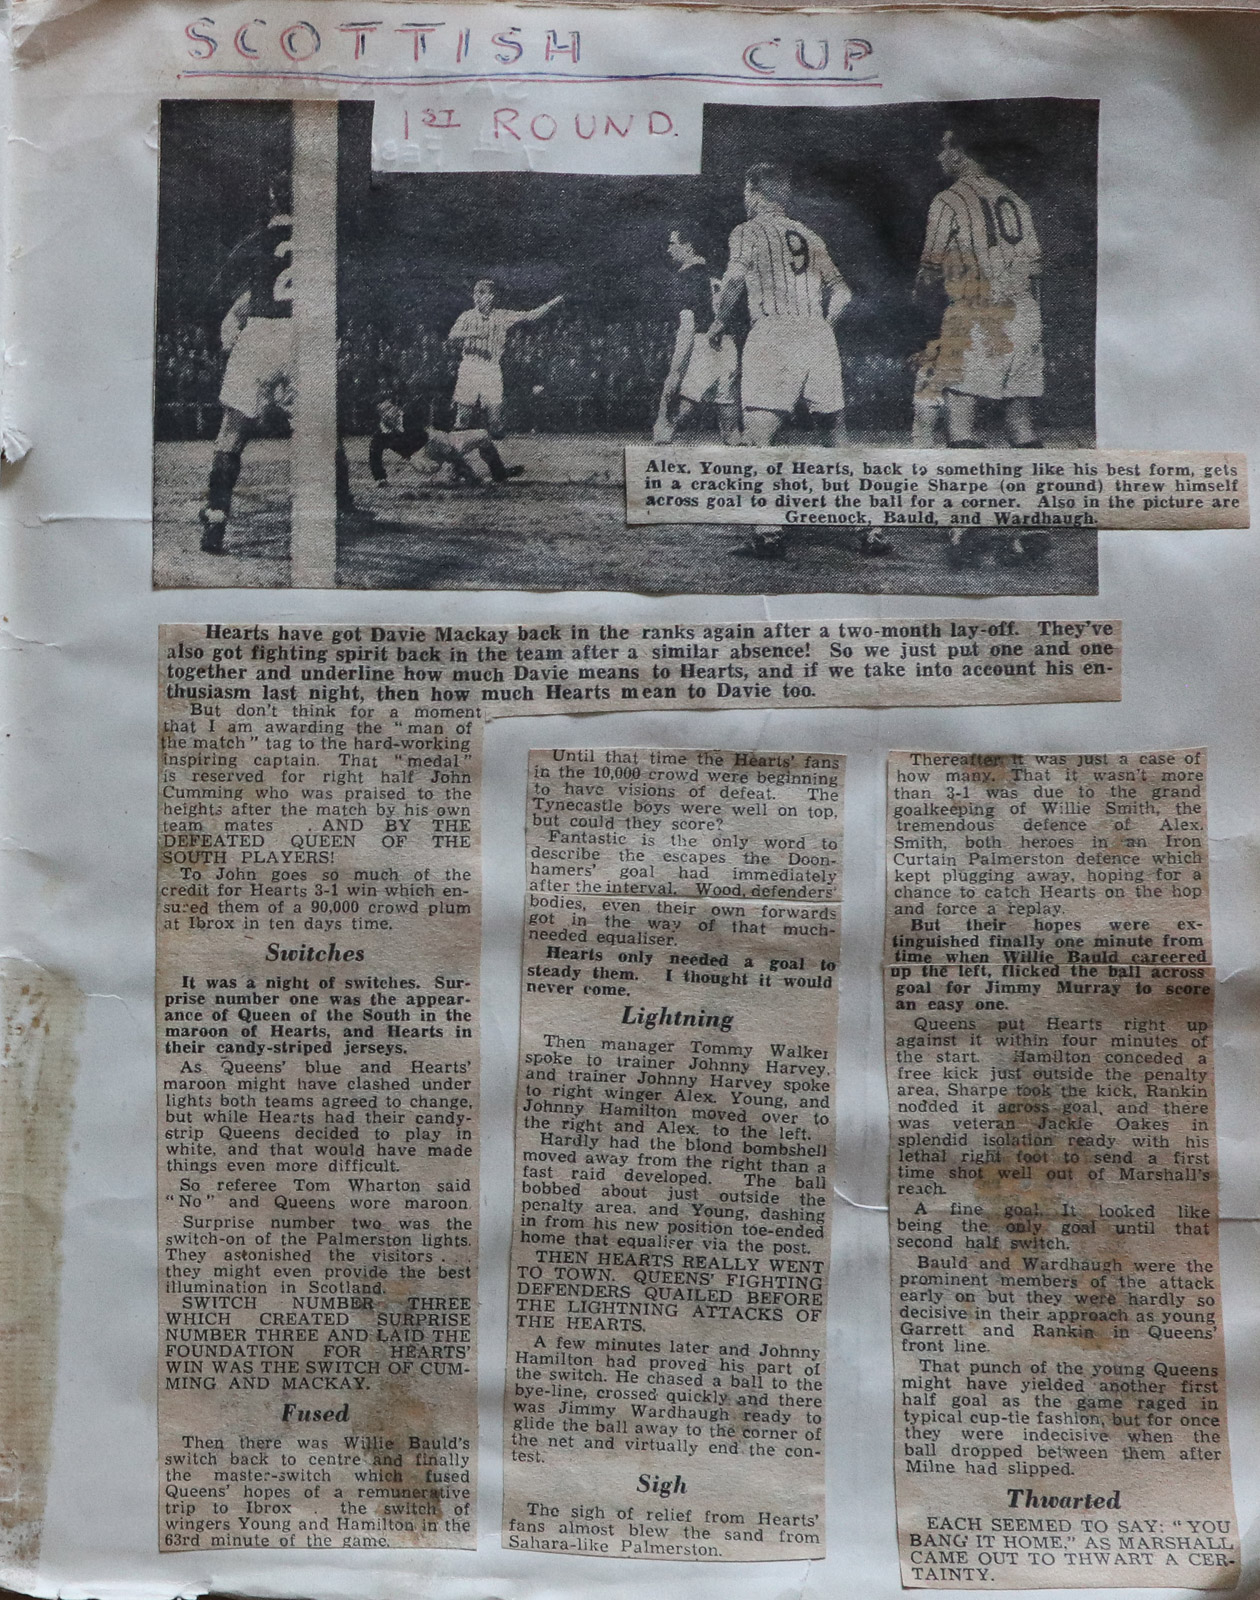 SCOTTISH CUP
1ST ROUND.
9
10
Alex. Young, of Hearts, back to something like his best form, gets
in a cracking shot, but Dougie Sharpe (on ground) threw himself
across goal to divert the ball for a corner. Also in the picture are
Greenock, Bauld, and Wardhaugh.
Hearts have got Davie Mackay back in the ranks again after a two-month lay-off. They've
also got fighting spirit back in the team after a similar absence! So we just put one and one
together and underline how much Davie means to Hearts, and if we take into account his en-
thusiasm last night, then how much Hearts mean to Davie too.
But don't think for a moment
that I am awarding the "man of
the match" tag to the hard-working
inspiring captain. That "medal"
is reserved for right half John
Cumming who was praised to the
heights after the match by his own
team mates . AND BY THE
DEFEATED QUEEN OF THE
SOUTH PLAYERS!
To John goes so much of the
credit for Hearts 3-1 win which en-
sured them of a 90,000 crowd plum
at Ibrox in ten days time.
Switches
It was a night of switches. Sur-
prise number one was the appear-
ance of Queen of the South in the
maroon of Hearts, and Hearts in
their candy-striped jerseys.
As Queens' blue and Hearts'
maroon might have clashed under
lights both teams agreed to change,
but while Hearts had their candy-
strip Queens decided to play in
white, and that would have made
things even more difficult.
So referee Tom Wharton said
"No" and Queens wore maroon
Surprise number two was the
switch-on of the Palmerston lights.
They astonished the visitors . .
they might even provide the best
illumination in Scotland.
SWITCH NUMBER THREE
WHICH CREATED SURPRISE
NUMBER THREE AND LAID THE
FOUNDATION FOR HEARTS'
WIN WAS THE SWITCH OF CUM-
MING AND MACKAY.
Fused
Then there was Willie Bauld's
switch back to centre and finally
the master-switch which fused
Queens' hopes of a remunerative
trip to Ibrox . the switch of
wingers Young and Hamilton in the
63rd minute of the game.
Until that time the Hearts' fans
in the 10,000 crowd were beginning
to have visions of defeat. The
Tynecastle boys were well on top,
but could they score?
Fantastic is the only word to
describe the escapes the Doon-
hamers' goal had immediately
after the interval. Wood, defenders'
bodies, even their own forwards
got in the way of that much-
needed equaliser.
Hearts only needed a goal to
steady them. I thought it would
never come.
Lightning
Then manager Tommy Walker
spoke to trainer Johnny Harvey,
and trainer Johnny Harvey spoke
to right winger Alex. Young, and
Johnny Hamilton moved over to
the right and Alex. to the left.
Hardly had the blond bombshell
moved away from the right than a
fast raid developed. The ball
bobbed about just outside the
penalty area. and Young, dashing
in from his new position toe-ended
home that equaliser via the post.
THEN HEARTS REALLY WENT
TO TOWN. QUEENS' FIGHTING
DEFENDERS QUAILED BEFORE
THE LIGHTNING ATTACKS OF
THE HEARTS.
A few minutes later and Johnny
Hamilton had proved his part of
the switch. He chased a ball to the
bye-line, crossed quickly and there
was Jimmy Wardhaugh ready to
glide the ball away to the corner of
the net and virtually end the con-
test.
Sigh
The sigh of relief from Hearts'
fans almost blew the sand from
Sahara-like Palmerston.
Thereafter it was just a case of
how many. That it wasn't more
than 3-1 was due to the grand
goalkeeping of Willie Smith, the
tremendous defence of Alex.
Smith, both heroes in an Iron
Curtain Palmerston defence which
kept plugging away, hoping for a
chance to catch Hearts on the hop
and force a replay.
But their hopes were ex-
tinguished finally one minute from
time when Willie Bauld careered
up the left, flicked the ball across
goal for Jimmy Murray to score
an easy one.
Queens put Hearts right up
against it within four minutes of
the start. Hamilton conceded a
free kick just outside the penalty
area, Sharpe took the kick, Rankin
nodded it across goal, and there
was veteran Jackie Oakes in
splendid isolation ready with his
lethal right foot to send a first
time shot well out of Marshall's
reach.
A fine goal. It looked like
being the only goal until that
second half switch.
Bauld and Wardhaugh were the
prominent members of the attack
early on but they were hardly so
decisive in their approach as young
Garrett and Rankin in Queens'
front line.
That punch of the young Queens
might have yielded another first
half goal as the game raged in
typical cup-tie fashion, but for once
they were indecisive when the
ball dropped between them after
Milne had slipped.
Thwarted
EACH SEEMED TO SAY: "YOU
BANG IT HOME," AS MARSHALL
CAME OUT TO THWART A CER-
TAINTY.